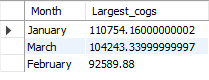 Month Largest_cogs
January 110754.16000000002
March 104243.33999999997
February 92589.88